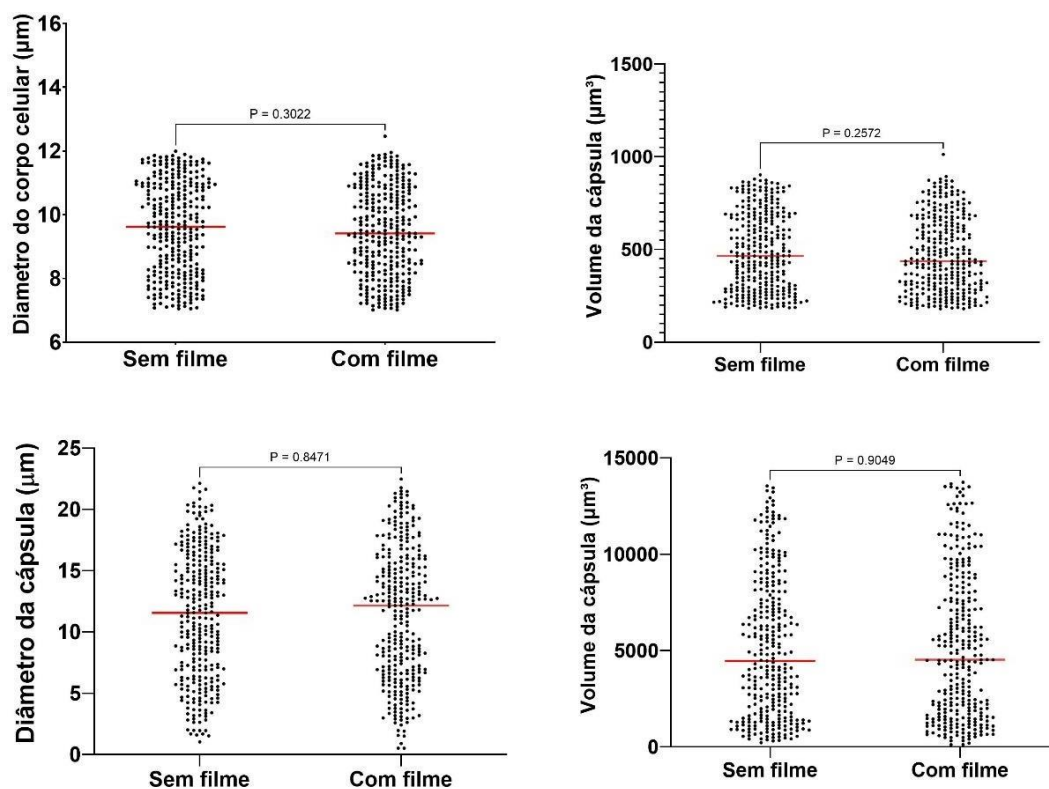 Diametro do corpo celular (µm)
16
14
12
10
8
6
P = 0.3022
Sem filme
Com filme
Volume da cápsula (µm³)
1500
1000
500
0
P = 0.2572
Sem filme
Com filme
Diâmetro da cápsula (µm)
25
20
15
10
5
0
P = 0.8471
Sem filme
Com filme
Volume da cápsula (µm³)
15000
10000
5000
0
P = 0.9049
Sem filme
Com filme